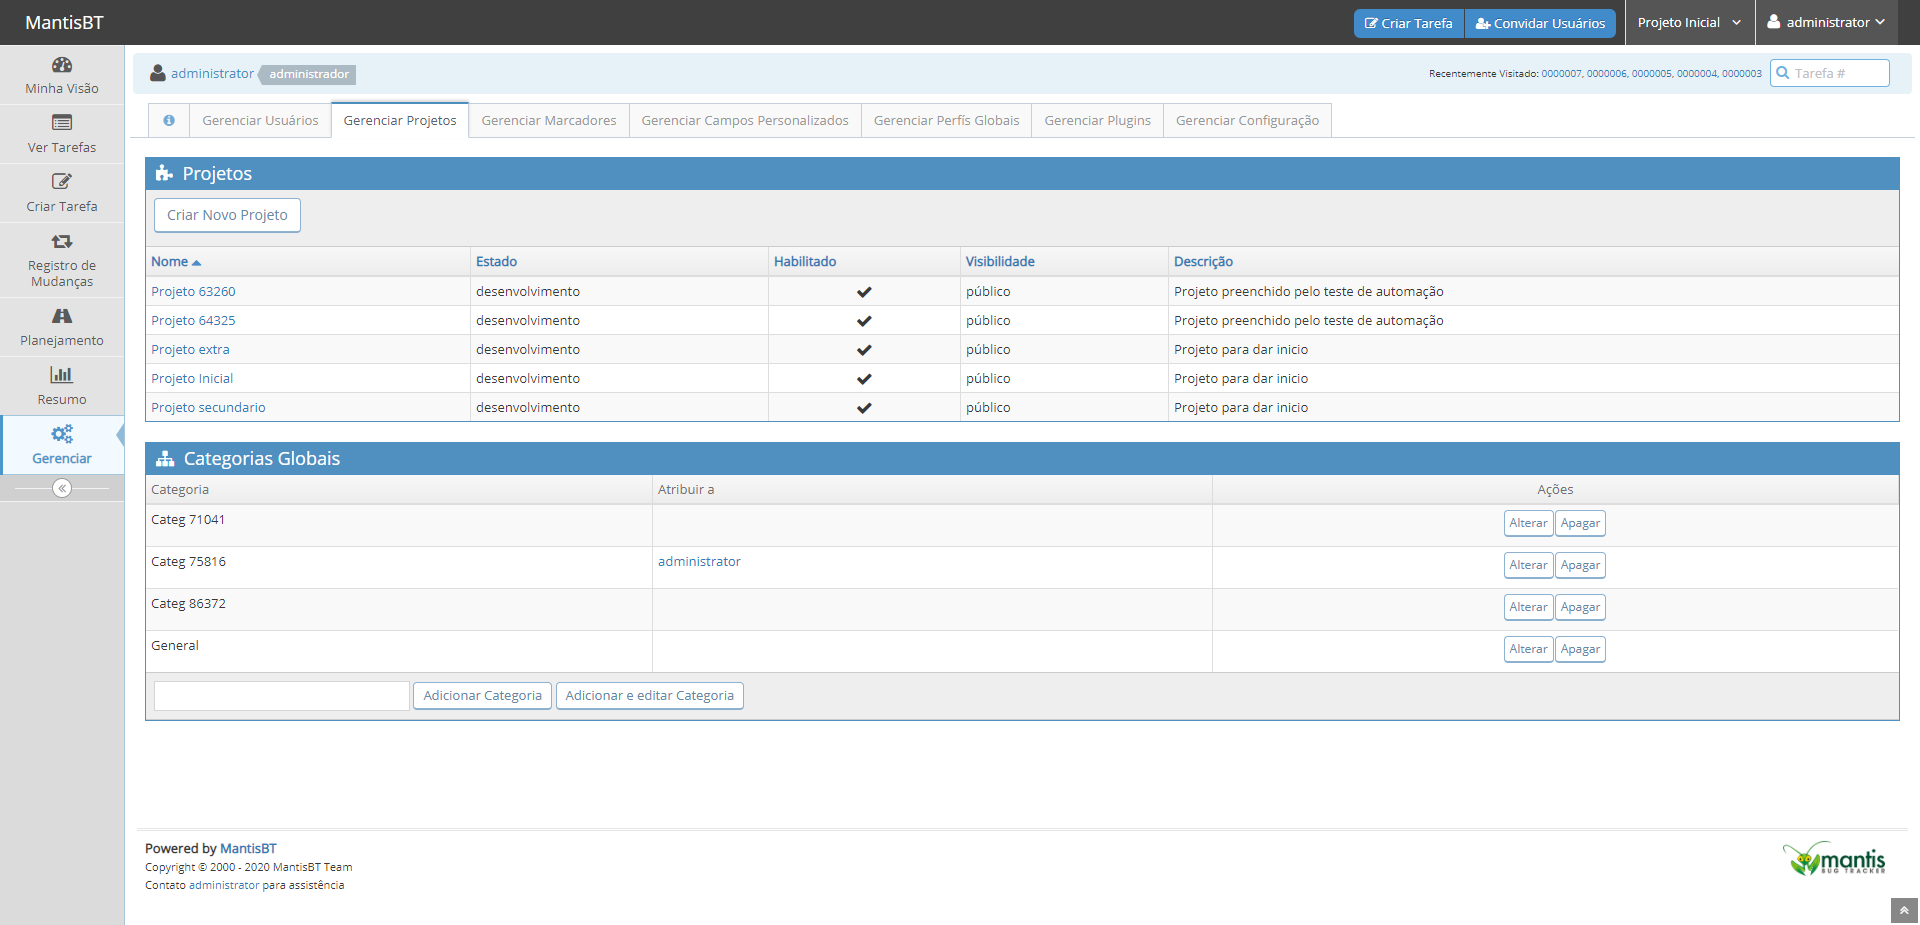 MantisBT
Criar Tarefa
Convidar Usuários
Projeto Inicial
administrator
Minha Visão
Ver Tarefas
Criar Tarefa
Registro de
Mudanças
Planejamento
Resumo
Gerenciar
administrator administrador
Recentemente Visitado: 0000007, 0000006, 0000005, 0000004, 0000003
Tarefa #
Gerenciar Usuários
Gerenciar Projetos
Gerenciar Marcadores
Gerenciar Campos Personalizados
Gerenciar Perfís Globais
Gerenciar Plugins
Gerenciar Configuração
Projetos
Criar Novo Projeto
Nome Estado Habilitado Visibilidade Descrição
Projeto 63260 desenvolvimento público Projeto preenchido pelo teste de automação
Projeto 64325 desenvolvimento público Projeto preenchido pelo teste de automação
Projeto extra desenvolvimento público Projeto para dar inicio
Projeto Inicial desenvolvimento público Projeto para dar inicio
Projeto secundario desenvolvimento público Projeto para dar inicio
Categorias Globais
Categoria Atribuir a Ações
Categ 71041 Alterar Apagar
Categ 75816 administrator Alterar Apagar
Categ 86372 Alterar Apagar
General Alterar Apagar
Adicionar Categoria Adicionar e editar Categoria
Powered by MantisBT
Copyright © 2000 - 2020 MantisBT Team
Contato administrator para assistência
mantis
BUG TRACKER